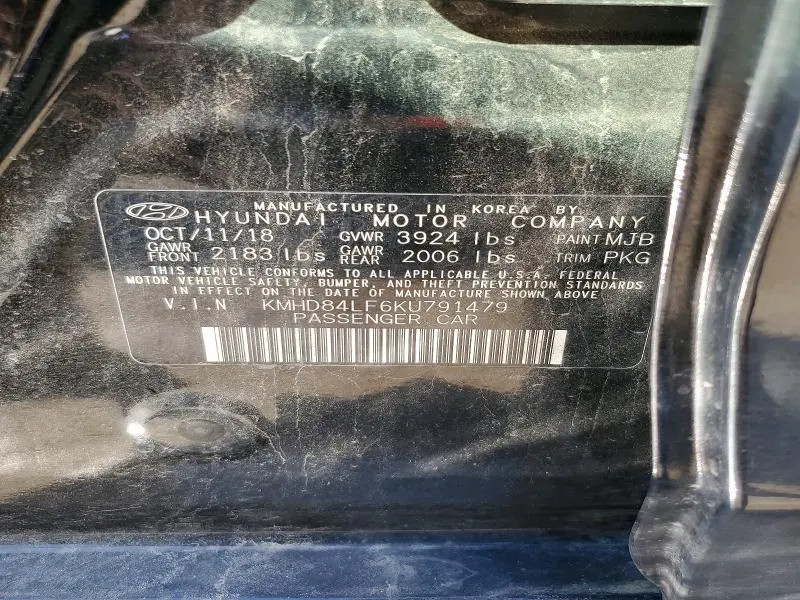 MANUFACTURED IN KOREA BY
HYUNDAI MOTOR COMPANY
OCT/11/18 GVWR 3924 lbs PAINT MJB
GAWR FRONT 2183 lbs GAWR REAR 2006 lbs TRIM PKG
THIS VEHICLE CONFORMS TO ALL APPLICABLE U.S.A. FEDERAL
MOTOR VEHICLE SAFETY, BUMPER, AND THEFT PREVENTION STANDARDS
IN EFFECT ON THE DATE OF MANUFACTURE SHOWN ABOVE
V.I.N KMHD84LF6KU791479
PASSENGER CAR